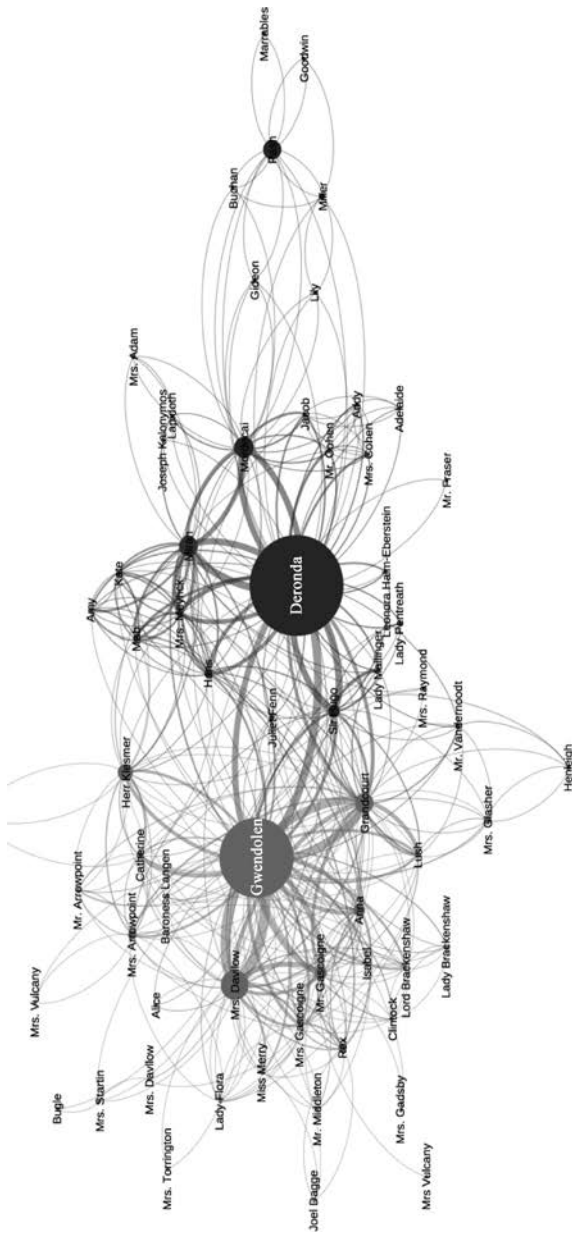 Marrables
Goodwin
Buchan
Miller
Gideon
Lily
Mrs. Adam
Joseph Kalonymos
Lapidoth
Jacob
Addy
Adelaide
Mr. Cohen
Mrs. Cohen
Mr. Fraser
Kate
Amy
Mab
Mrs. Meyrick
Hans
Deronda
Leonora Halm-Eberstein
Lady Pentreath
Lady Mallinger
Sir Hugo
Juliet Fenn
Mrs. Raymond
Mr. Vandernoodt
Henleigh
Herr Klesmer
Grandcourt
Mrs. Glasher
Lush
Gwendolen
Catherine
Mr. Arrowpoint
Baroness Langen
Mrs. Arrowpoint
Anna
Isabel
Lord Brackenshaw
Lady Brackenshaw
Mrs. Vulcany
Alice
Mrs. Davilow
Mr. Gascoigne
Mrs. Gascoigne
Clintock
Rex
Bugle
Mrs. Startin
Mrs. Davilow
Lady Flora
Miss Merry
Mr. Middleton
Mrs. Gadsby
Mrs. Torrington
Joel Dagge
Mrs Vulcany